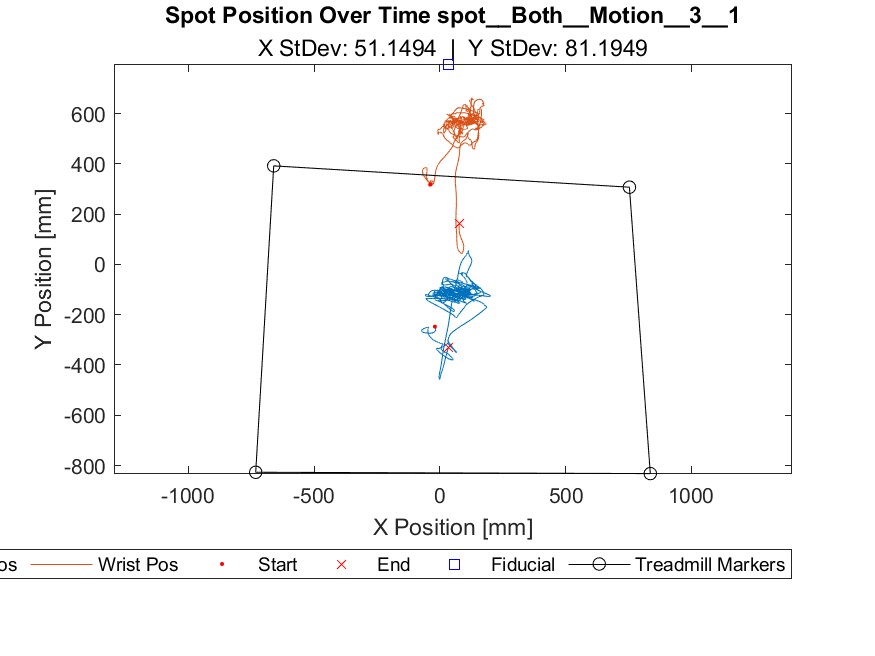 Spot Position Over Time spot__Both__Motion__3__1
X StDev: 51.1494 | Y StDev: 81.1949
600
400
200
0
-200
-400
-600
-800
Y Position [mm]
-1000 -500 0 500 1000
X Position [mm]
os Wrist Pos Start End Fiducial Treadmill Markers